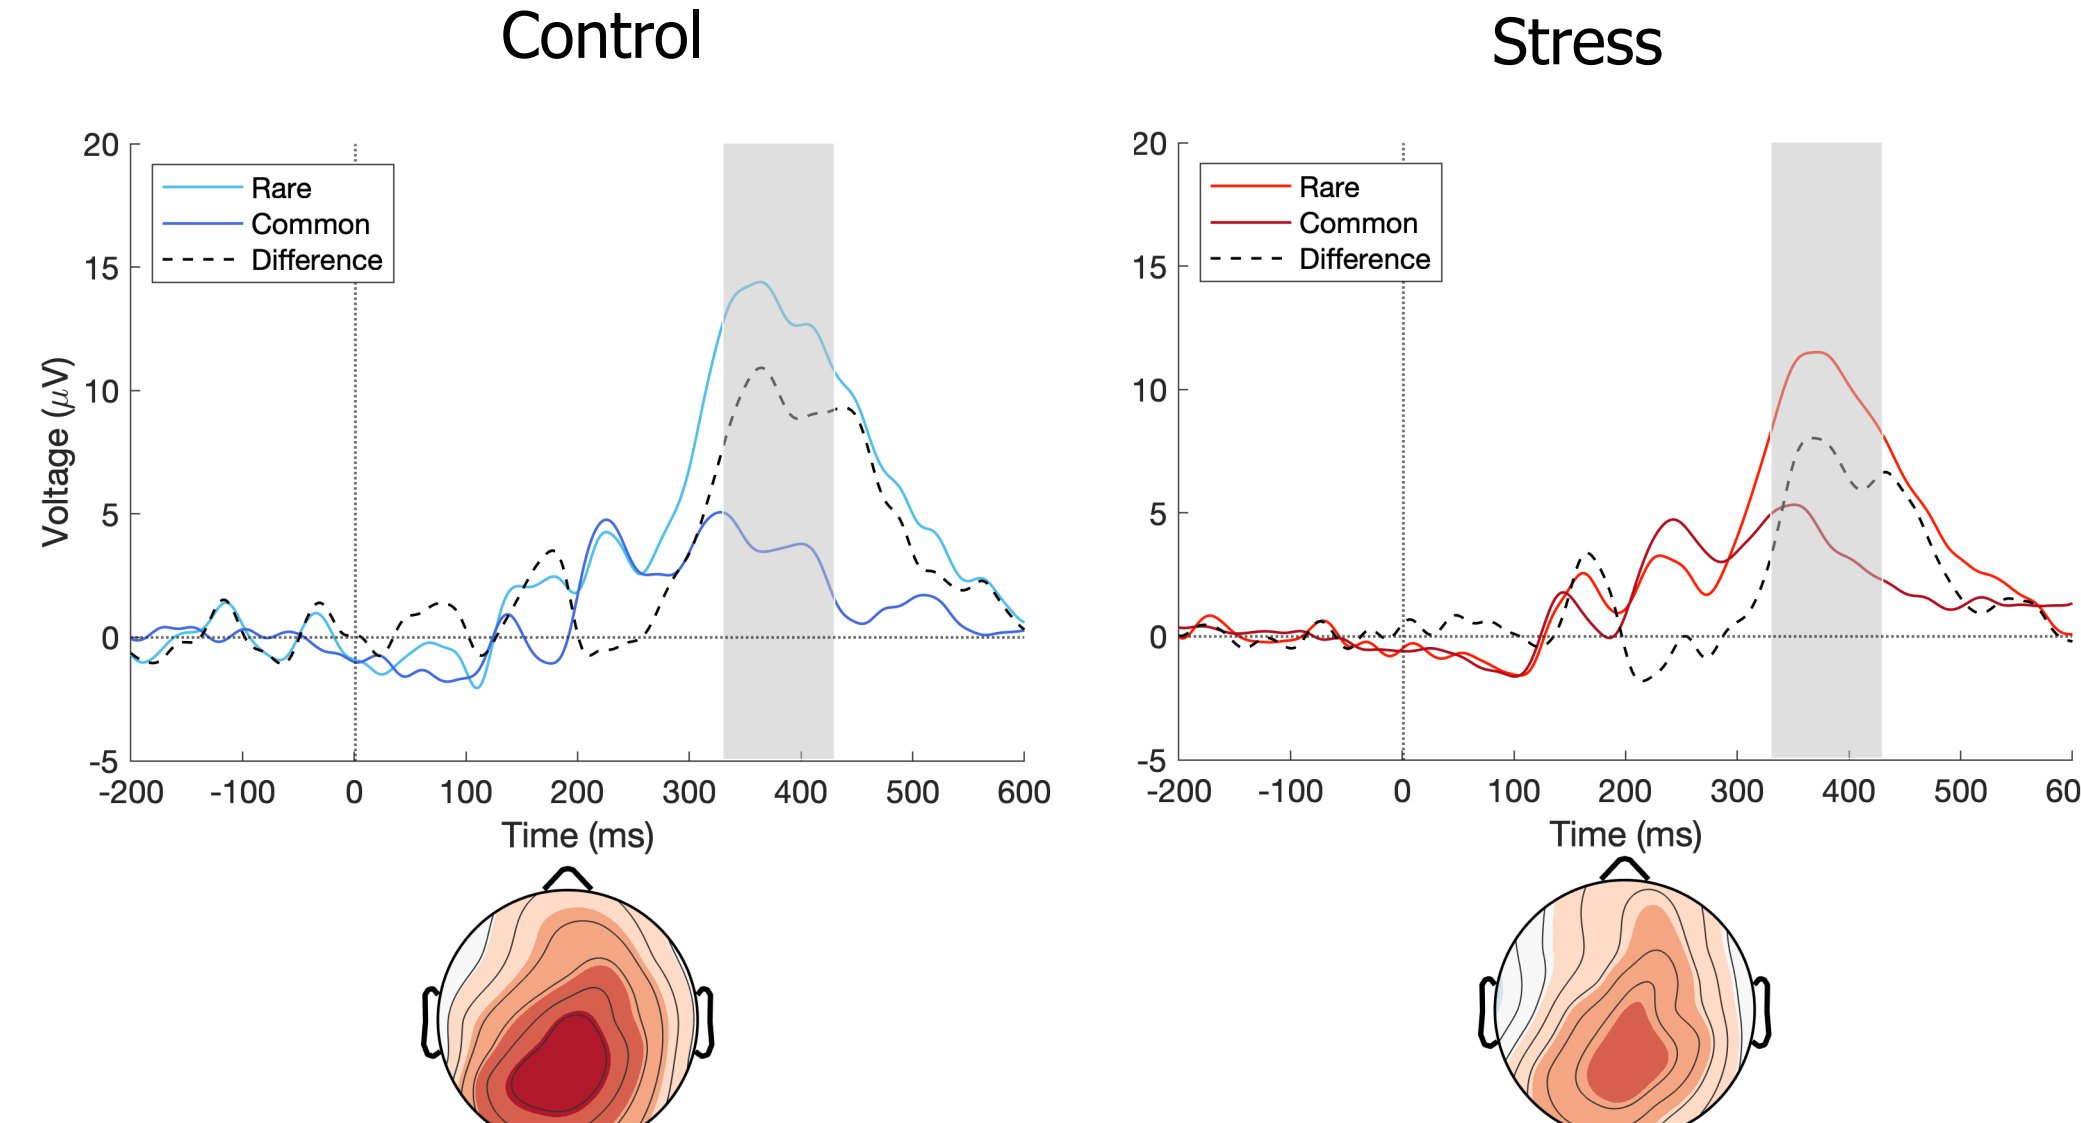 Control
Stress
20
15
10
5
0
-5
Voltage (μV)
Rare
Common
Difference
-200 -100 0 100 200 300 400 500 600
Time (ms)
20
15
10
5
0
-5
Rare
Common
Difference
-200 -100 0 100 200 300 400 500 60
Time (ms)